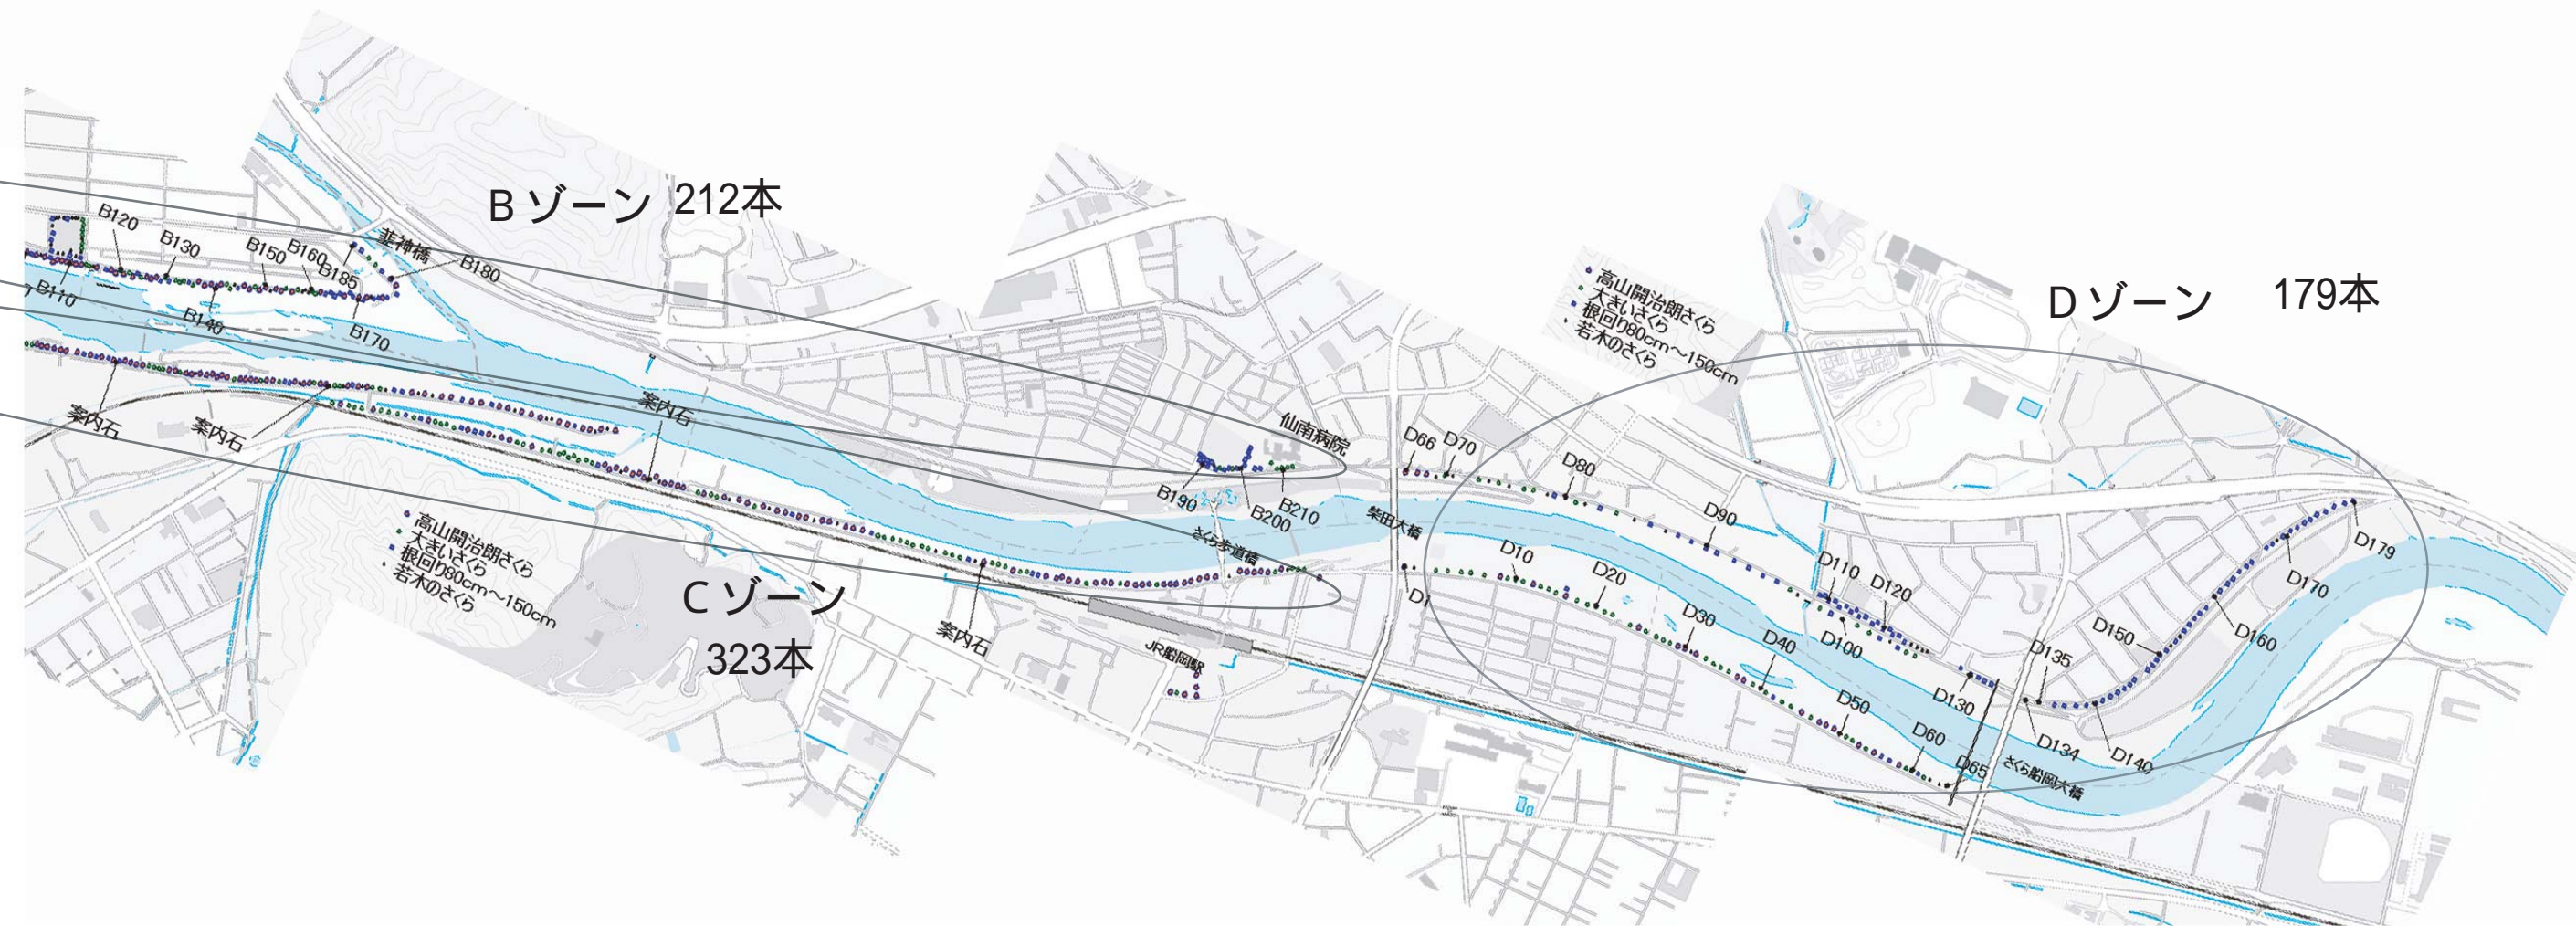 Bゾーン 212本
Dゾーン 179本
Cゾーン
323本
B110
B120
B130
B140
B150
B160
B185
B170
韮神橋
B180
案内石
案内石
案内石
案内石
仙南病院
B190
B200
B210
さくら歩道橋
柴田大橋
JR船岡駅
高山開治朗さくら
大きいさくら
根回り80cm～150cm
若木のさくら
高山開治朗さくら
大きいさくら
根回り80cm～150cm
若木のさくら
D66
D70
D80
D90
D110
D120
D100
D1
D10
D20
D30
D40
D50
D60
D65
D130
D134
D135
D140
D150
D160
D170
D179
さくら船岡大橋